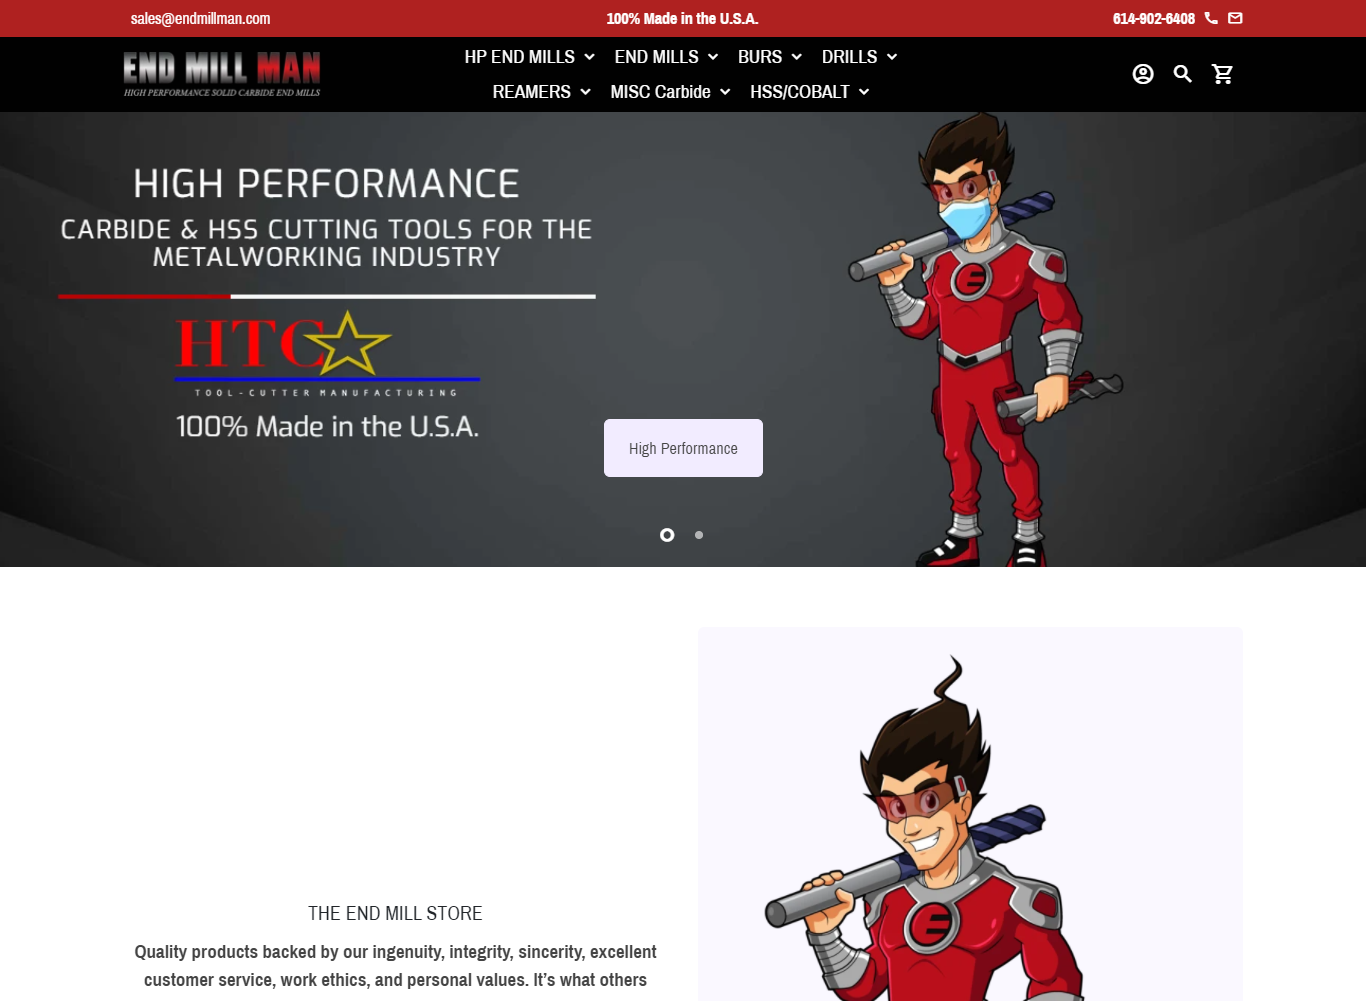 sales@endmillman.com
100% Made in the U.S.A.
614-902-6408
END MILL MAN
HIGH PERFORMANCE SOLID CARBIDE END MILLS
HP END MILLS
END MILLS
BURS
DRILLS
REAMERS
MISC Carbide
HSS/COBALT
HIGH PERFORMANCE
CARBIDE & HSS CUTTING TOOLS FOR THE
METALWORKING INDUSTRY
HTC
TOOL-CUTTER MANUFACTURING
100% Made in the U.S.A.
High Performance
THE END MILL STORE
Quality products backed by our ingenuity, integrity, sincerity, excellent
customer service, work ethics, and personal values. It’s what others